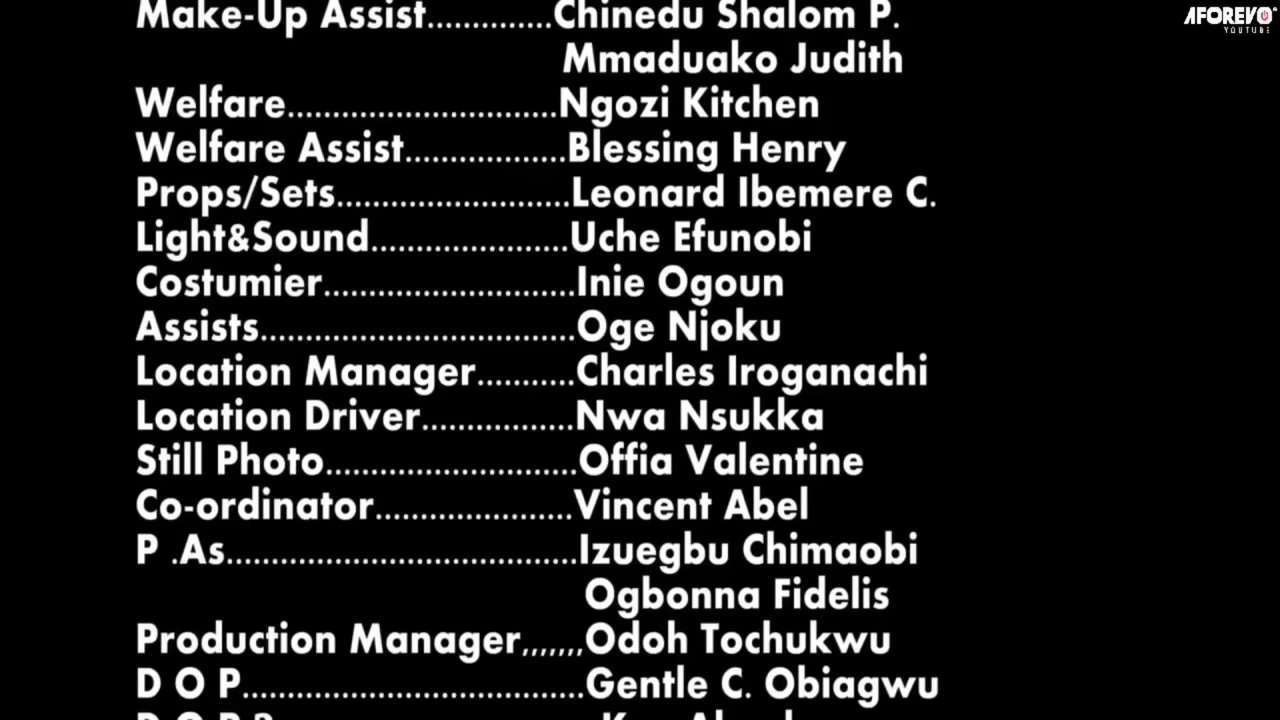 AFOREVO
YOUTUBE
Make-Up Assist..............Chinedu Shalom P.
Mmaduako Judith
Welfare..............................Ngozi Kitchen
Welfare Assist..................Blessing Henry
Props/Sets..........................Leonard Ibemere C.
Light&Sound......................Uche Efunobi
Costumier............................Inie Ogoun
Assists...................................Oge Njoku
Location Manager...........Charles Iroganachi
Location Driver.................Nwa Nsukka
Still Photo............................Offia Valentine
Co-ordinator......................Vincent Abel
P .As.......................................Izuegbu Chimaobi
Ogbonna Fidelis
Production Manager,,,,,,,Odoh Tochukwu
D O P......................................Gentle C. Obiagwu